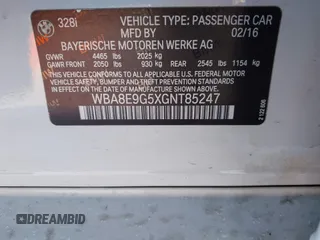 328i VEHICLE TYPE: PASSENGER CAR
MFD BY 02/16
BAYERISCHE MOTOREN WERKE AG
GVWR 4465 LBS 2025 kg
GAWR FRONT 2050 LBS 930 kg REAR 2545 LBS 1154 kg
THIS VEHICLE CONFORMS TO ALL APPLICABLE FEDERAL MOTOR
VEHICLE SAFETY, BUMPER, AND THEFT PREVENTION STANDARDS IN
EFFECT ON THE DATE OF MANUFACTURE SHOWN ABOVE.
WBA8E9G5XGNT85247
DREAMBID